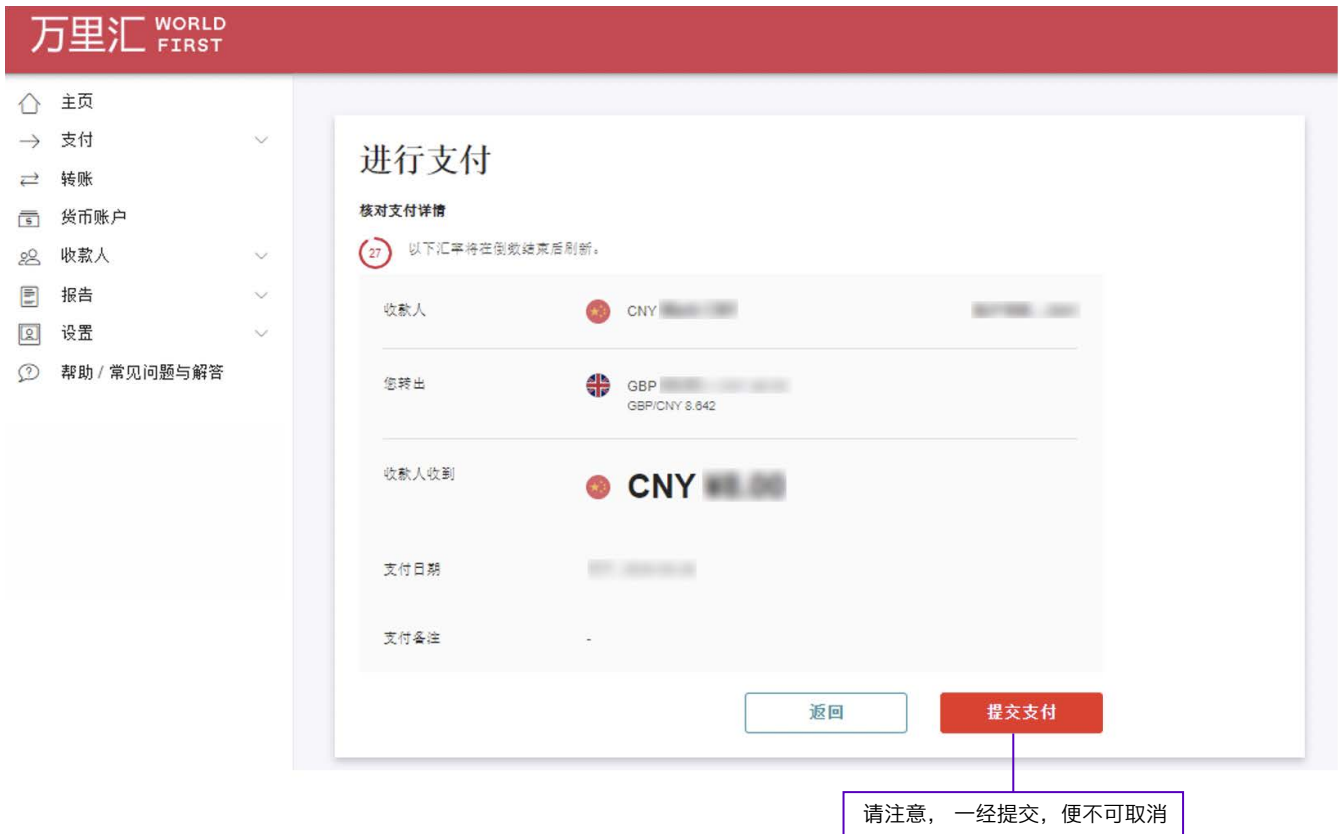 万里汇 WORLD FIRST
主页
支付
转账
货币账户
收款人
报告
设置
帮助 / 常见问题与解答
进行支付
核对支付详情
27 以下汇率将在倒数结束后刷新。
收款人 CNY
您转出 GBP
GBP/CNY 8.642
收款人收到 CNY
支付日期
支付备注 -
返回 提交支付
请注意， 一经提交，便不可取消